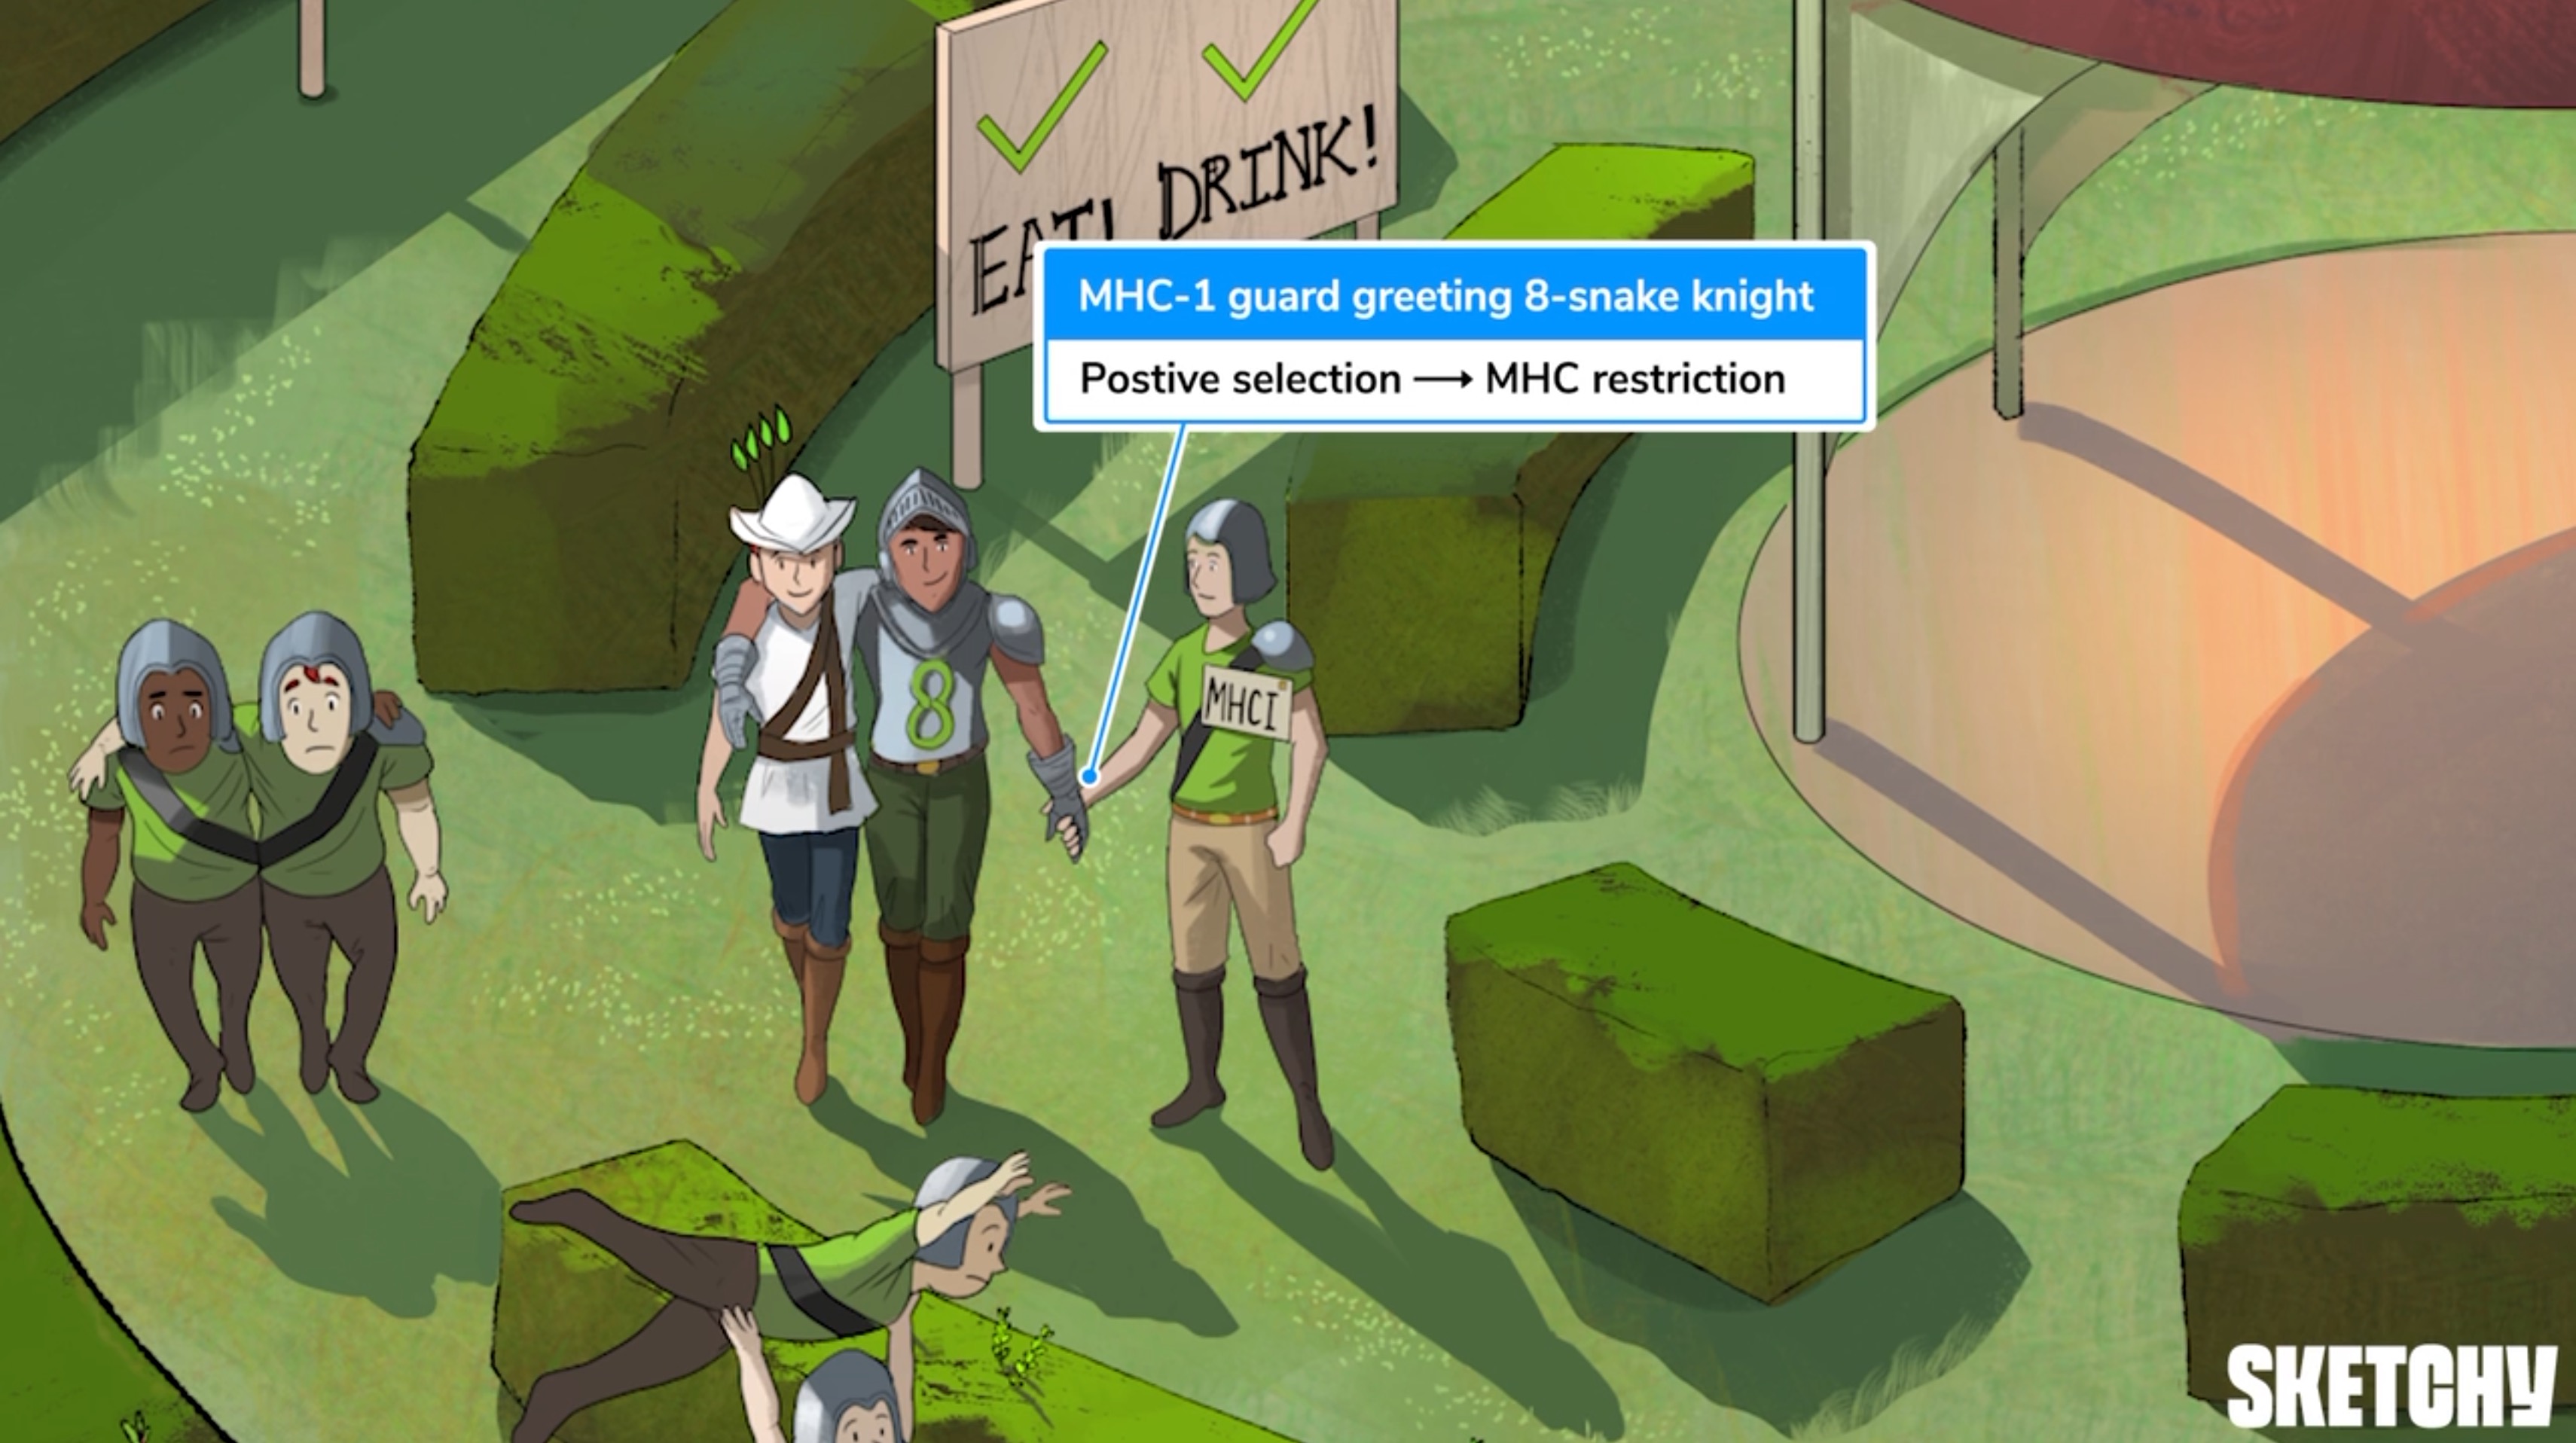 EAT! DRINK!
MHC-1 guard greeting 8-snake knight
Postive selection ⟶ MHC restriction
8
MHCI
SKETCHY